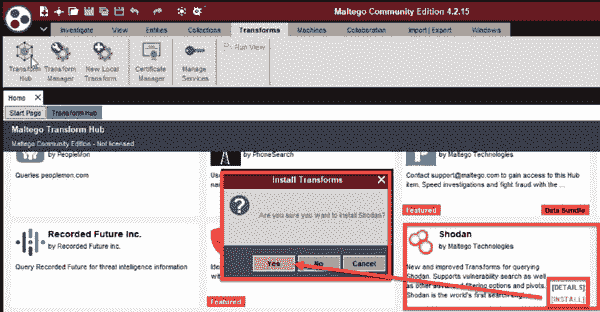 Maltego Community Edition 4.2.15
Investigate View Entities Collections Transforms Machines Collaboration Import | Export Windows
Transform Hub
Transform Manager
New Local Transform
Certificate Manager
Manage Services
Run View
Home
Start Page Transform Hub
Maltego Transform Hub
Maltego Community Edition - Not licensed
by PeopleMon
Queries peoplemon.com.
by PhoneSearch
by Maltego Technologies
Contact support@maltego.com to gain access to this Hub
item. Speed investigations and fight fraud with the ...
Featured
Data Bundle
Install Transforms
Are you sure you want to install Shodan?
Yes No Cancel
Recorded Future Inc.
by Recorded Future Inc.
Query Recorded Future for threat intelligence information
Featured
Shodan
by Maltego Technologies
New and improved Transforms for querying
Shodan. Supports vulnerability search as well
as other advanced filtering options and pivots.
Shodan is the world's first search
[DETAILS]
[INSTALL]